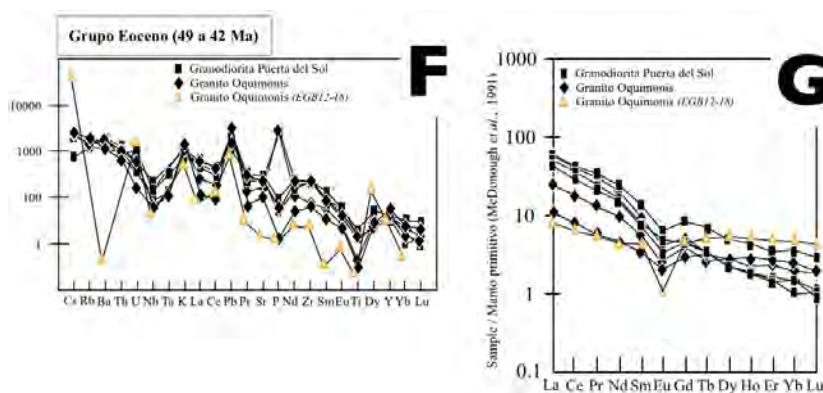 Grupo Eoceno (49 a 42 Ma)
F
Granodiorita Puerta del Sol
Granito Oquimonis
Granito Oquimonis (EGB12-18)
10000
1000
100
1
Cs Rb Ba Th U Nb Ta K La Ce Pb Pr Sr P Nd Zr Sm Eu Ti Dy Y Yb Lu
G
Granodiorita Puerta del Sol
Granito Oquimonis
Granito Oquimonis (EGB12-18)
Sample / Manto primitivo (McDonough et al., 1991)
1000
100
10
1
0.1
La Ce Pr Nd Sm Eu Gd Tb Dy Ho Er Yb Lu